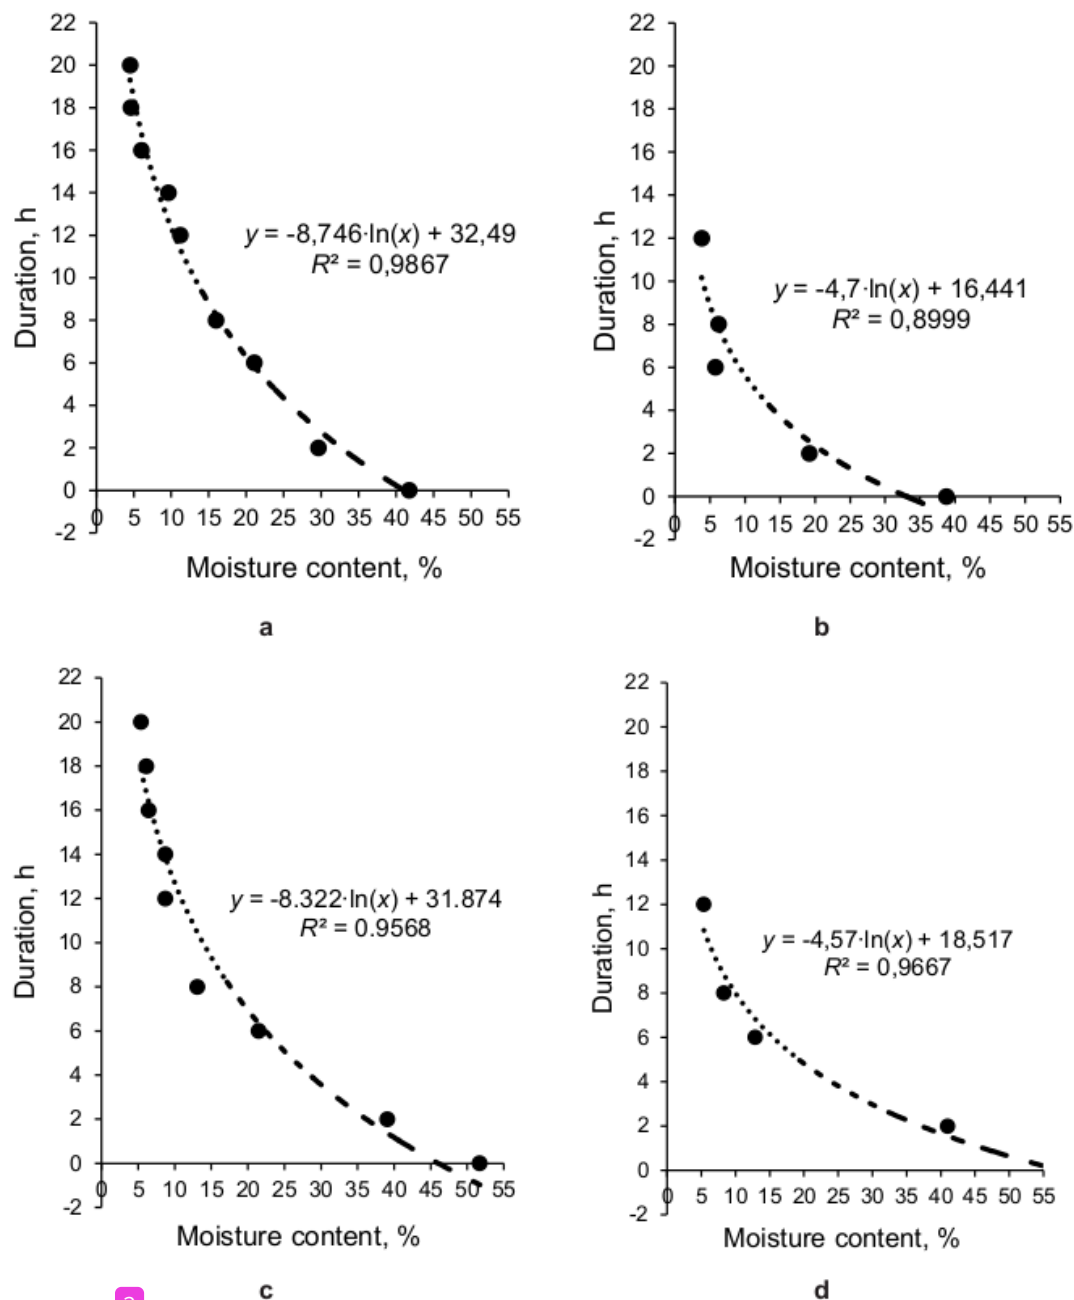 22
20
18
16
14
12
10
8
6
4
2
0
-2
Duration, h
y = -8,746·ln(x) + 32,49
R² = 0,9867
0 5 10 15 20 25 30 35 40 45 50 55
Moisture content, %
a
22
20
18
16
14
12
10
8
6
4
2
0
-2
Duration, h
y = -4,7·ln(x) + 16,441
R² = 0,8999
0 5 10 15 20 25 30 35 40 45 50 55
Moisture content, %
b
22
20
18
16
14
12
10
8
6
4
2
0
-2
Duration, h
y = -8.322·ln(x) + 31.874
R² = 0.9568
0 5 10 15 20 25 30 35 40 45 50 55
Moisture content, %
c
22
20
18
16
14
12
10
8
6
4
2
0
-2
Duration, h
y = -4,57·ln(x) + 18,517
R² = 0,9667
0 5 10 15 20 25 30 35 40 45 50 55
Moisture content, %
d